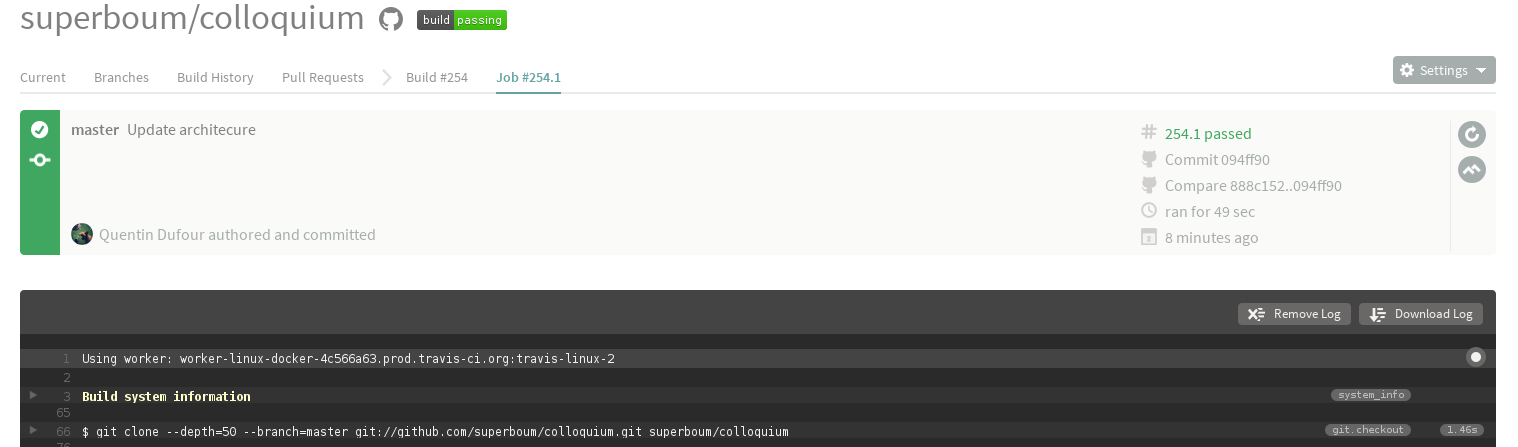 superboum/colloquium build passing
Current Branches Build History Pull Requests Build #254 Job #254.1 Settings
master Update architecure
254.1 passed
Commit 094ff90
Compare 888c152..094ff90
ran for 49 sec
8 minutes ago
Quentin Dufour authored and committed
Remove Log Download Log
1 Using worker: worker-linux-docker-4c566a63.prod.travis-ci.org:travis-linux-2
2
3 Build system information system_info
65
66 $ git clone --depth=50 --branch=master git://github.com/superboum/colloquium.git superboum/colloquium git.checkout 1.46s
76